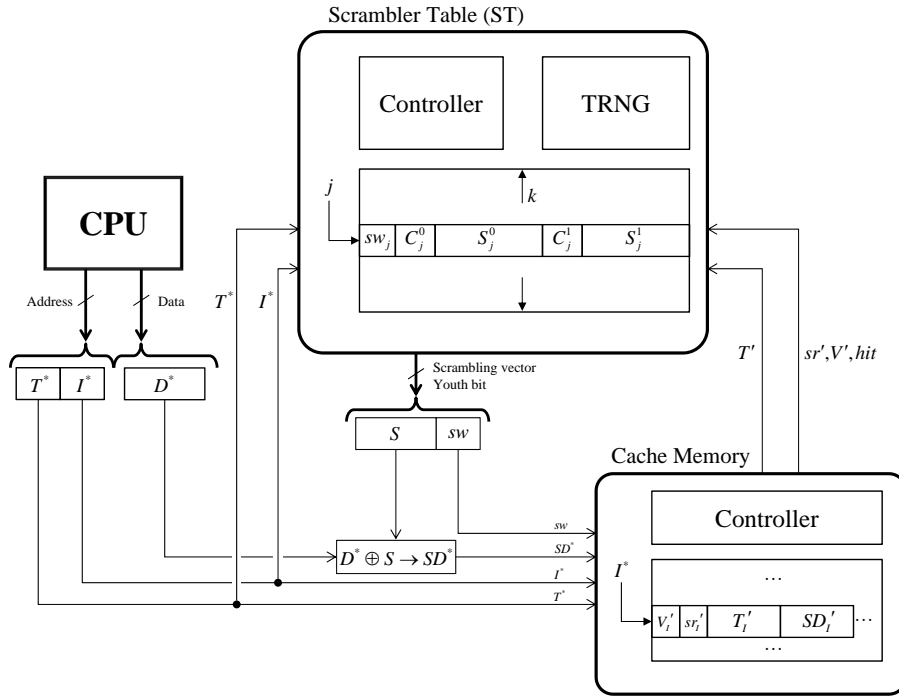 Scrambler Table (ST)
Controller
TRNG
j
k
sw_j C_j^0 S_j^0 C_j^1 S_j^1
CPU
Address
Data
T* I*
T* I* D*
Scrambling vector
Youth bit
S sw
T′ sr′,V′,hit
Cache Memory
Controller
sw
D* ⊕ S → SD*
SD*
I*
T*
I*
...
V_I′ sr_I′ T_I′ SD_I′ ...
...